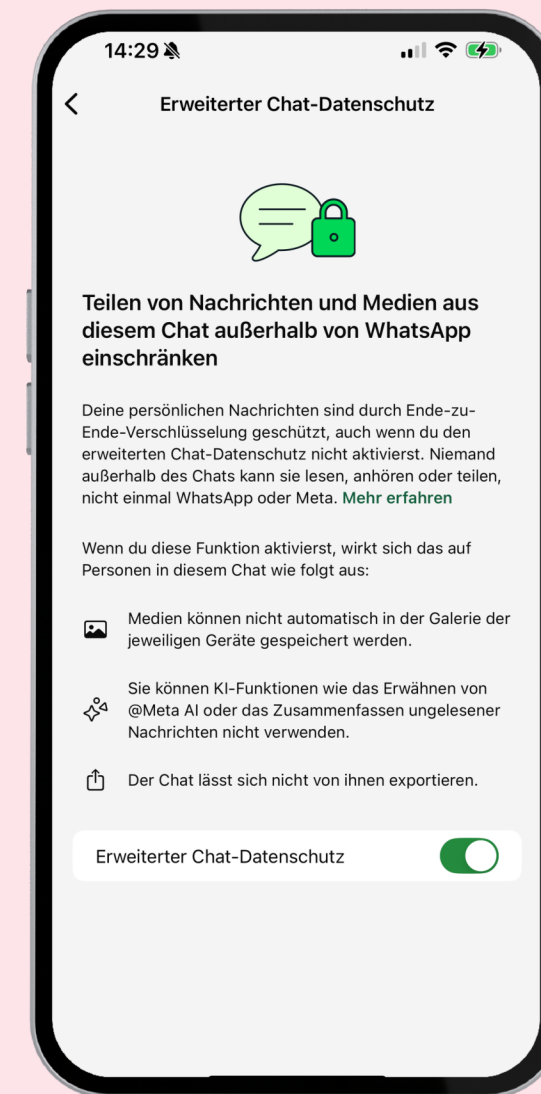 14:29
Erweiterter Chat-Datenschutz
Teilen von Nachrichten und Medien aus
diesem Chat außerhalb von WhatsApp
einschränken
Deine persönlichen Nachrichten sind durch Ende-zu-
Ende-Verschlüsselung geschützt, auch wenn du den
erweiterten Chat-Datenschutz nicht aktivierst. Niemand
außerhalb des Chats kann sie lesen, anhören oder teilen,
nicht einmal WhatsApp oder Meta. Mehr erfahren
Wenn du diese Funktion aktivierst, wirkt sich das auf
Personen in diesem Chat wie folgt aus:
Medien können nicht automatisch in der Galerie der
jeweiligen Geräte gespeichert werden.
Sie können KI-Funktionen wie das Erwähnen von
@Meta AI oder das Zusammenfassen ungelesener
Nachrichten nicht verwenden.
Der Chat lässt sich nicht von ihnen exportieren.
Erweiterter Chat-Datenschutz